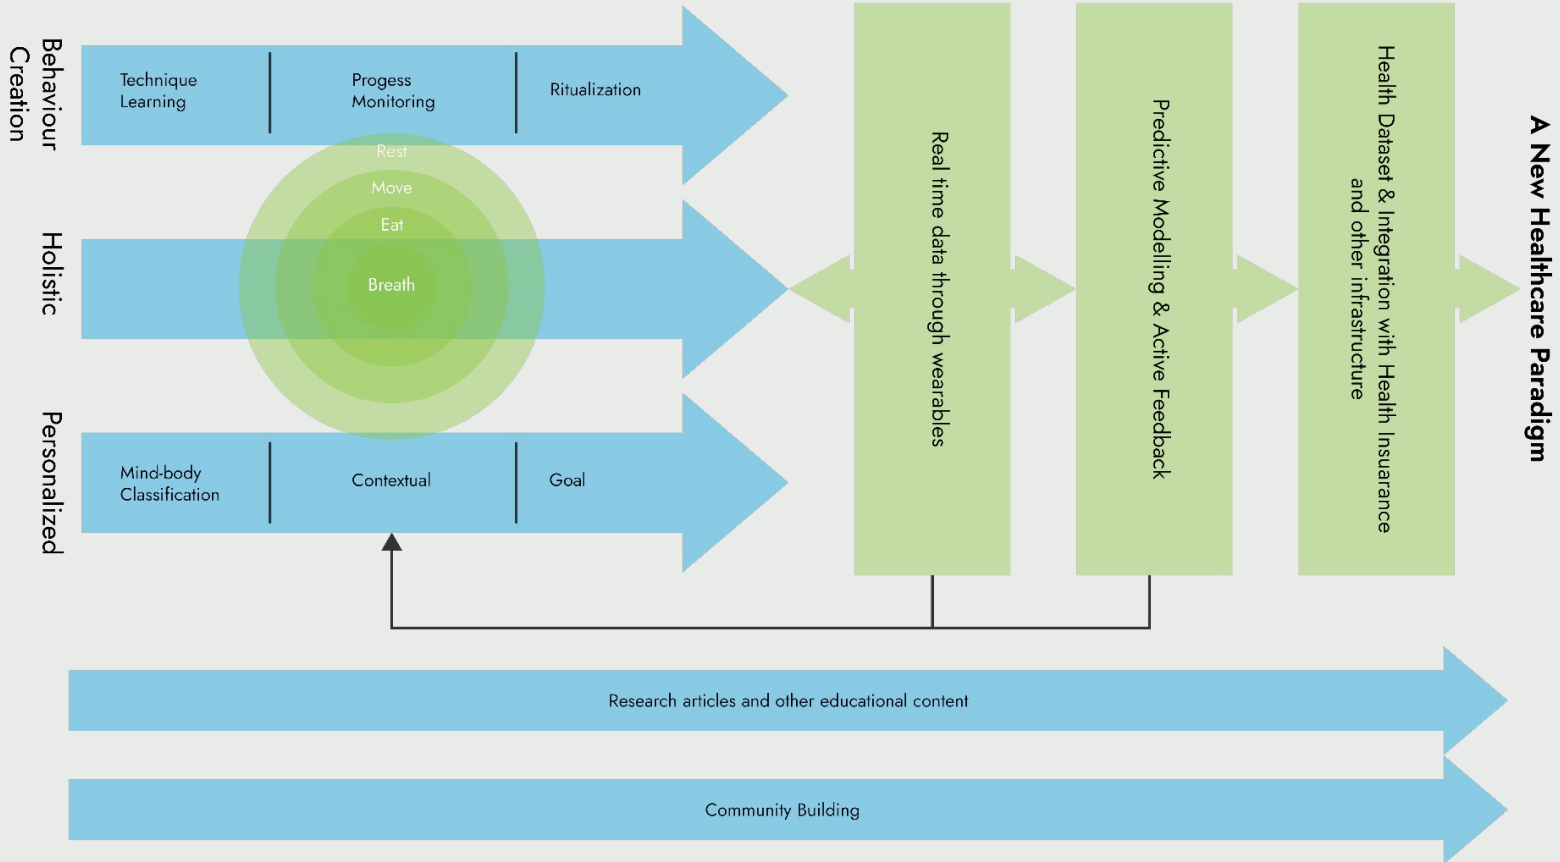 Behaviour
Creation
Technique
Learning
Progess
Monitoring
Ritualization
Rest
Move
Eat
Breath
Holistic
Personalized
Mind-body
Classification
Contextual
Goal
Real time data through wearables
Predictive Modelling & Active Feedback
Health Dataset & Integration with Health Insuarance
and other infrastructure
A New Healthcare Paradigm
Research articles and other educational content
Community Building